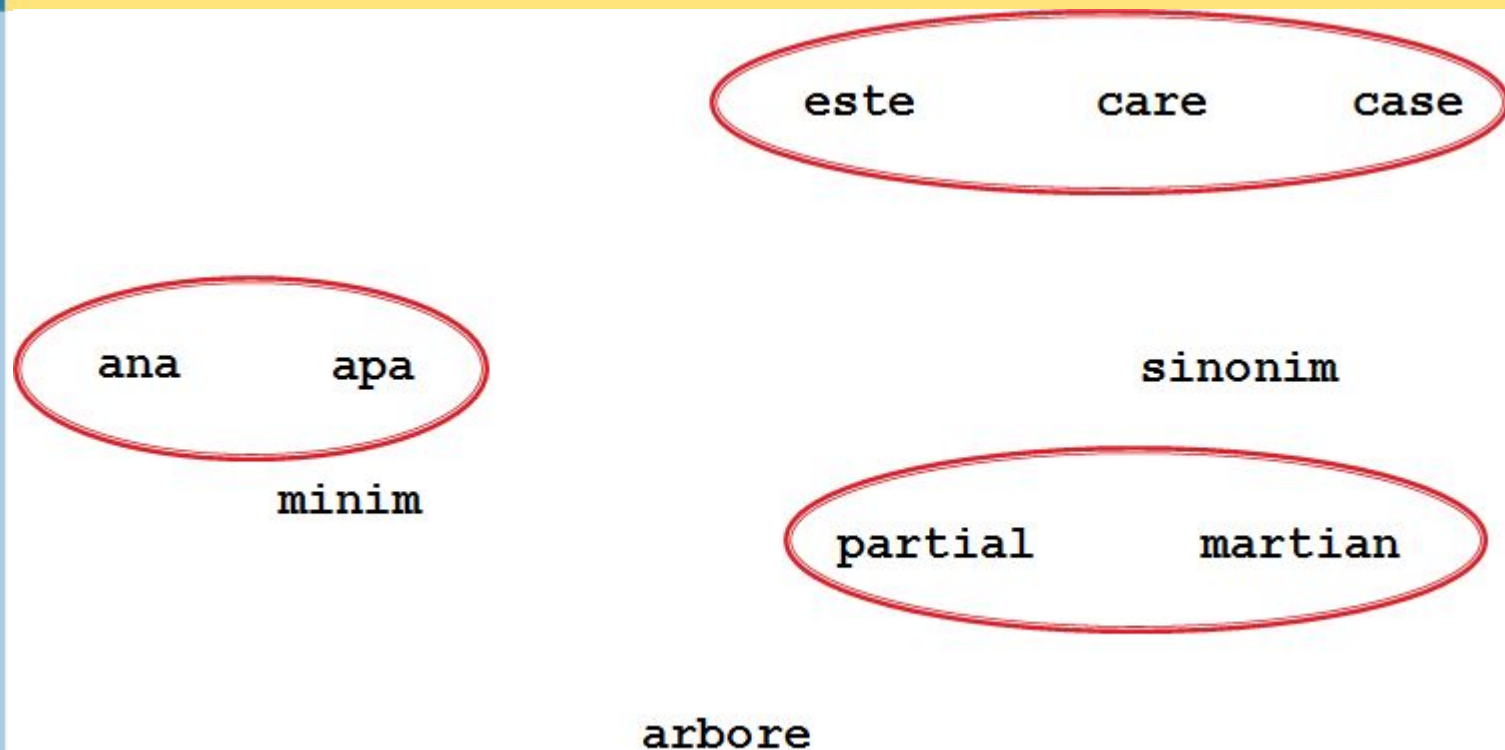 este care case
ana apa sinonim
minim
partial martian
arbore